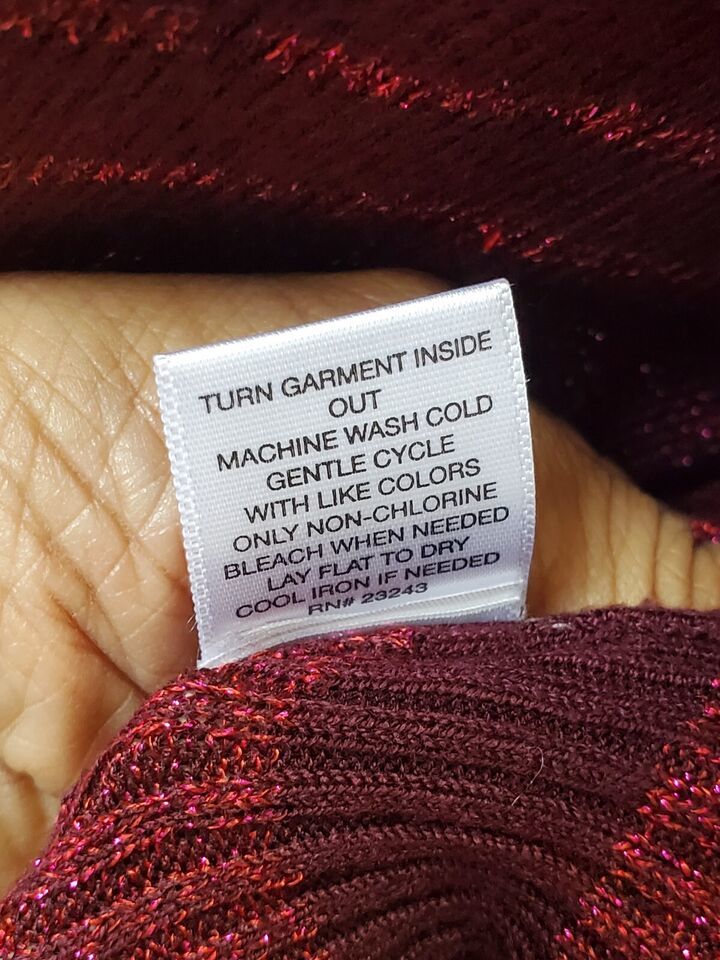 TURN GARMENT INSIDE
OUT
MACHINE WASH COLD
GENTLE CYCLE
WITH LIKE COLORS
ONLY NON-CHLORINE
BLEACH WHEN NEEDED
LAY FLAT TO DRY
COOL IRON IF NEEDED
RN# 23243